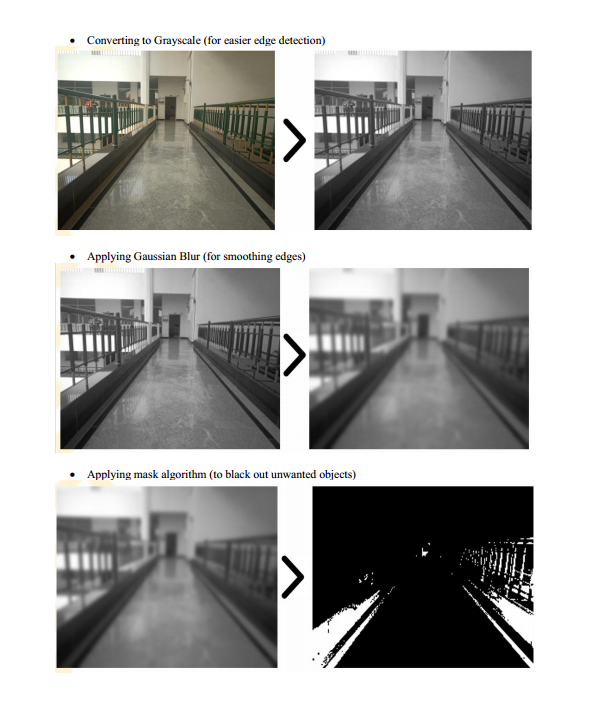 • Converting to Grayscale (for easier edge detection)
• Applying Gaussian Blur (for smoothing edges)
• Applying mask algorithm (to black out unwanted objects)